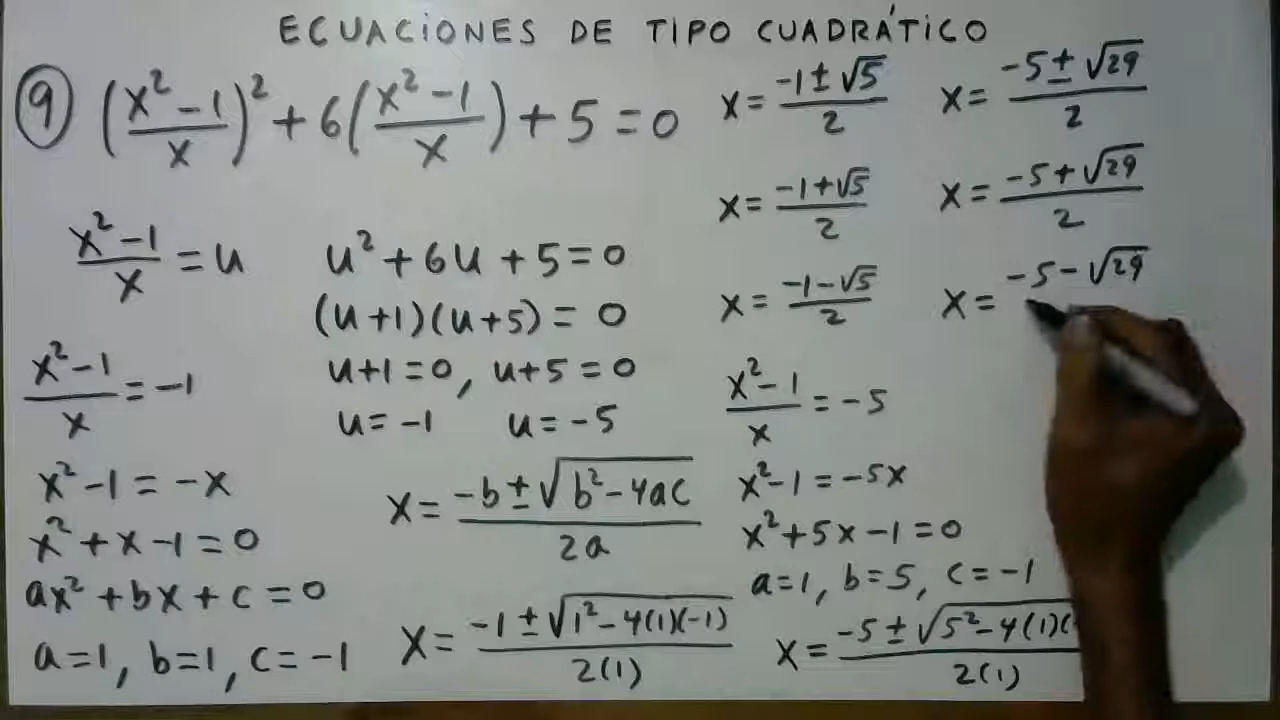 ECUACIONES DE TIPO CUADRÁTICO
9 ((x² - 1)/x)² + 6((x² - 1)/x) + 5 = 0
(x² - 1)/x = u
(x² - 1)/x = -1
x² - 1 = -x
x² + x - 1 = 0
ax² + bx + c = 0
a = 1, b = 1, c = -1
u² + 6u + 5 = 0
(u + 1)(u + 5) = 0
u + 1 = 0, u + 5 = 0
u = -1 u = -5
x = (-b ± √(b² - 4ac))/2a
x = (-1 ± √(1² - 4(1)(-1)))/2(1)
x = (-1 ± √5)/2
x = (-1 + √5)/2
x = (-1 - √5)/2
x = (-5 ± √29)/2
x = (-5 + √29)/2
x = -5 - √29
(x² - 1)/x = -5
x² - 1 = -5x
x² + 5x - 1 = 0
a = 1, b = 5, c = -1
x = (-5 ± √(5² - 4(1)(/2(1)